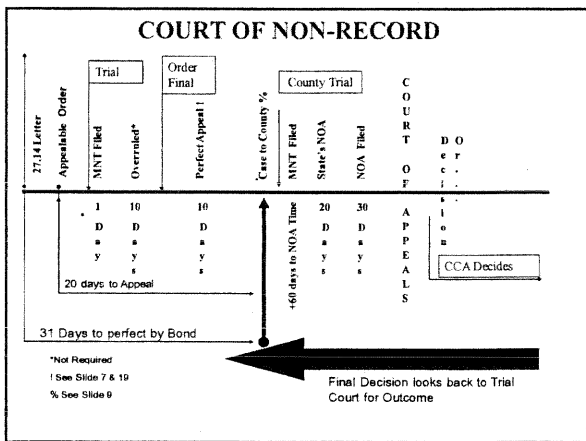 COURT OF NON-RECORD
Trial
Order
Final
County Trial
27.14 Letter
Appealable Order
MNT Filed
Overruled*
Perfect Appeal !
Case to County %
MNT Filed
State's NOA
NOA Filed
COURT OF APPEALS
Decision
1 Day
10 Days
10 Days
+60 days to NOA Time
20 Days
30 Days
CCA Decides
20 days to Appeal
31 Days to perfect by Bond
*Not Required
! See Slide 7 & 19
% See Slide 9
Final Decision looks back to Trial
Court for Outcome